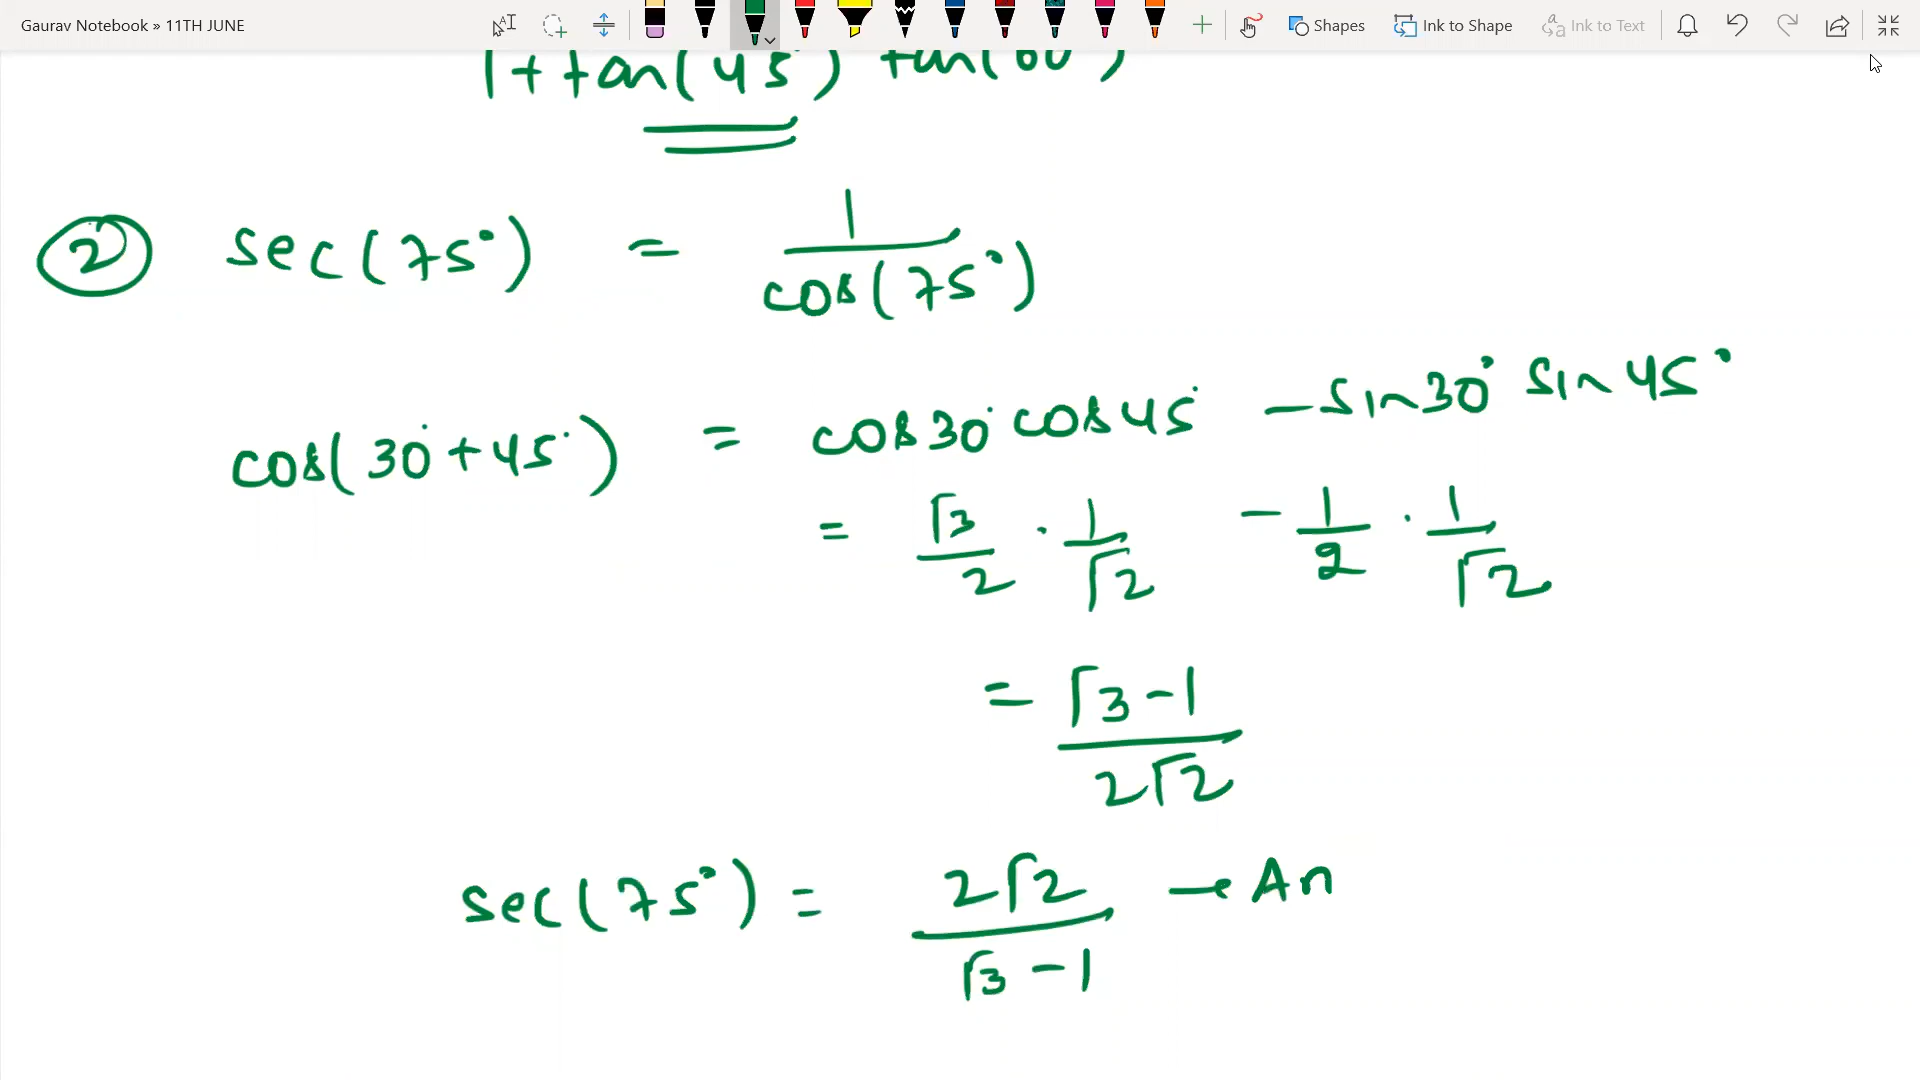 Gaurav Notebook » 11TH JUNE
Shapes
Ink to Shape
Ink to Text
1 + tan(45°) tan(60°)
② sec(75°) = 1/cos(75°)
cos(30°+45°) = cos30° cos45° - sin30° sin45°
= √3/2 · 1/√2 - 1/2 · 1/√2
= √3-1/2√2
sec(75°) = 2√2/√3-1 → An